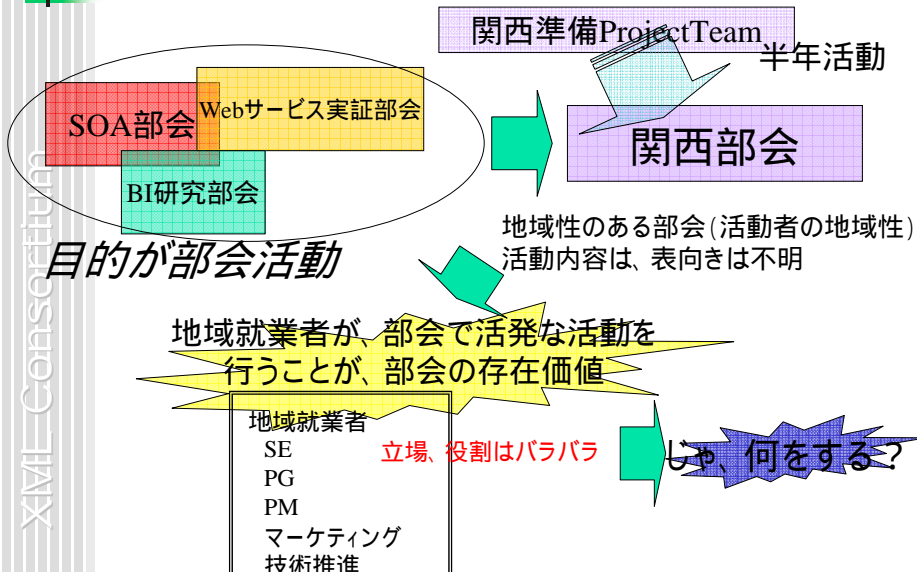 関西準備ProjectTeam
半年活動
SOA部会
Webサービス実証部会
BI研究部会
関西部会
目的が部会活動
地域性のある部会(活動者の地域性)
活動内容は、表向きは不明
地域就業者が、部会で活発な活動を
行うことが、部会の存在価値
地域就業者
SE
PG
PM
マーケティング
技術推進
立場、役割はバラバラ
じゃ、何をする?
XML Consortium